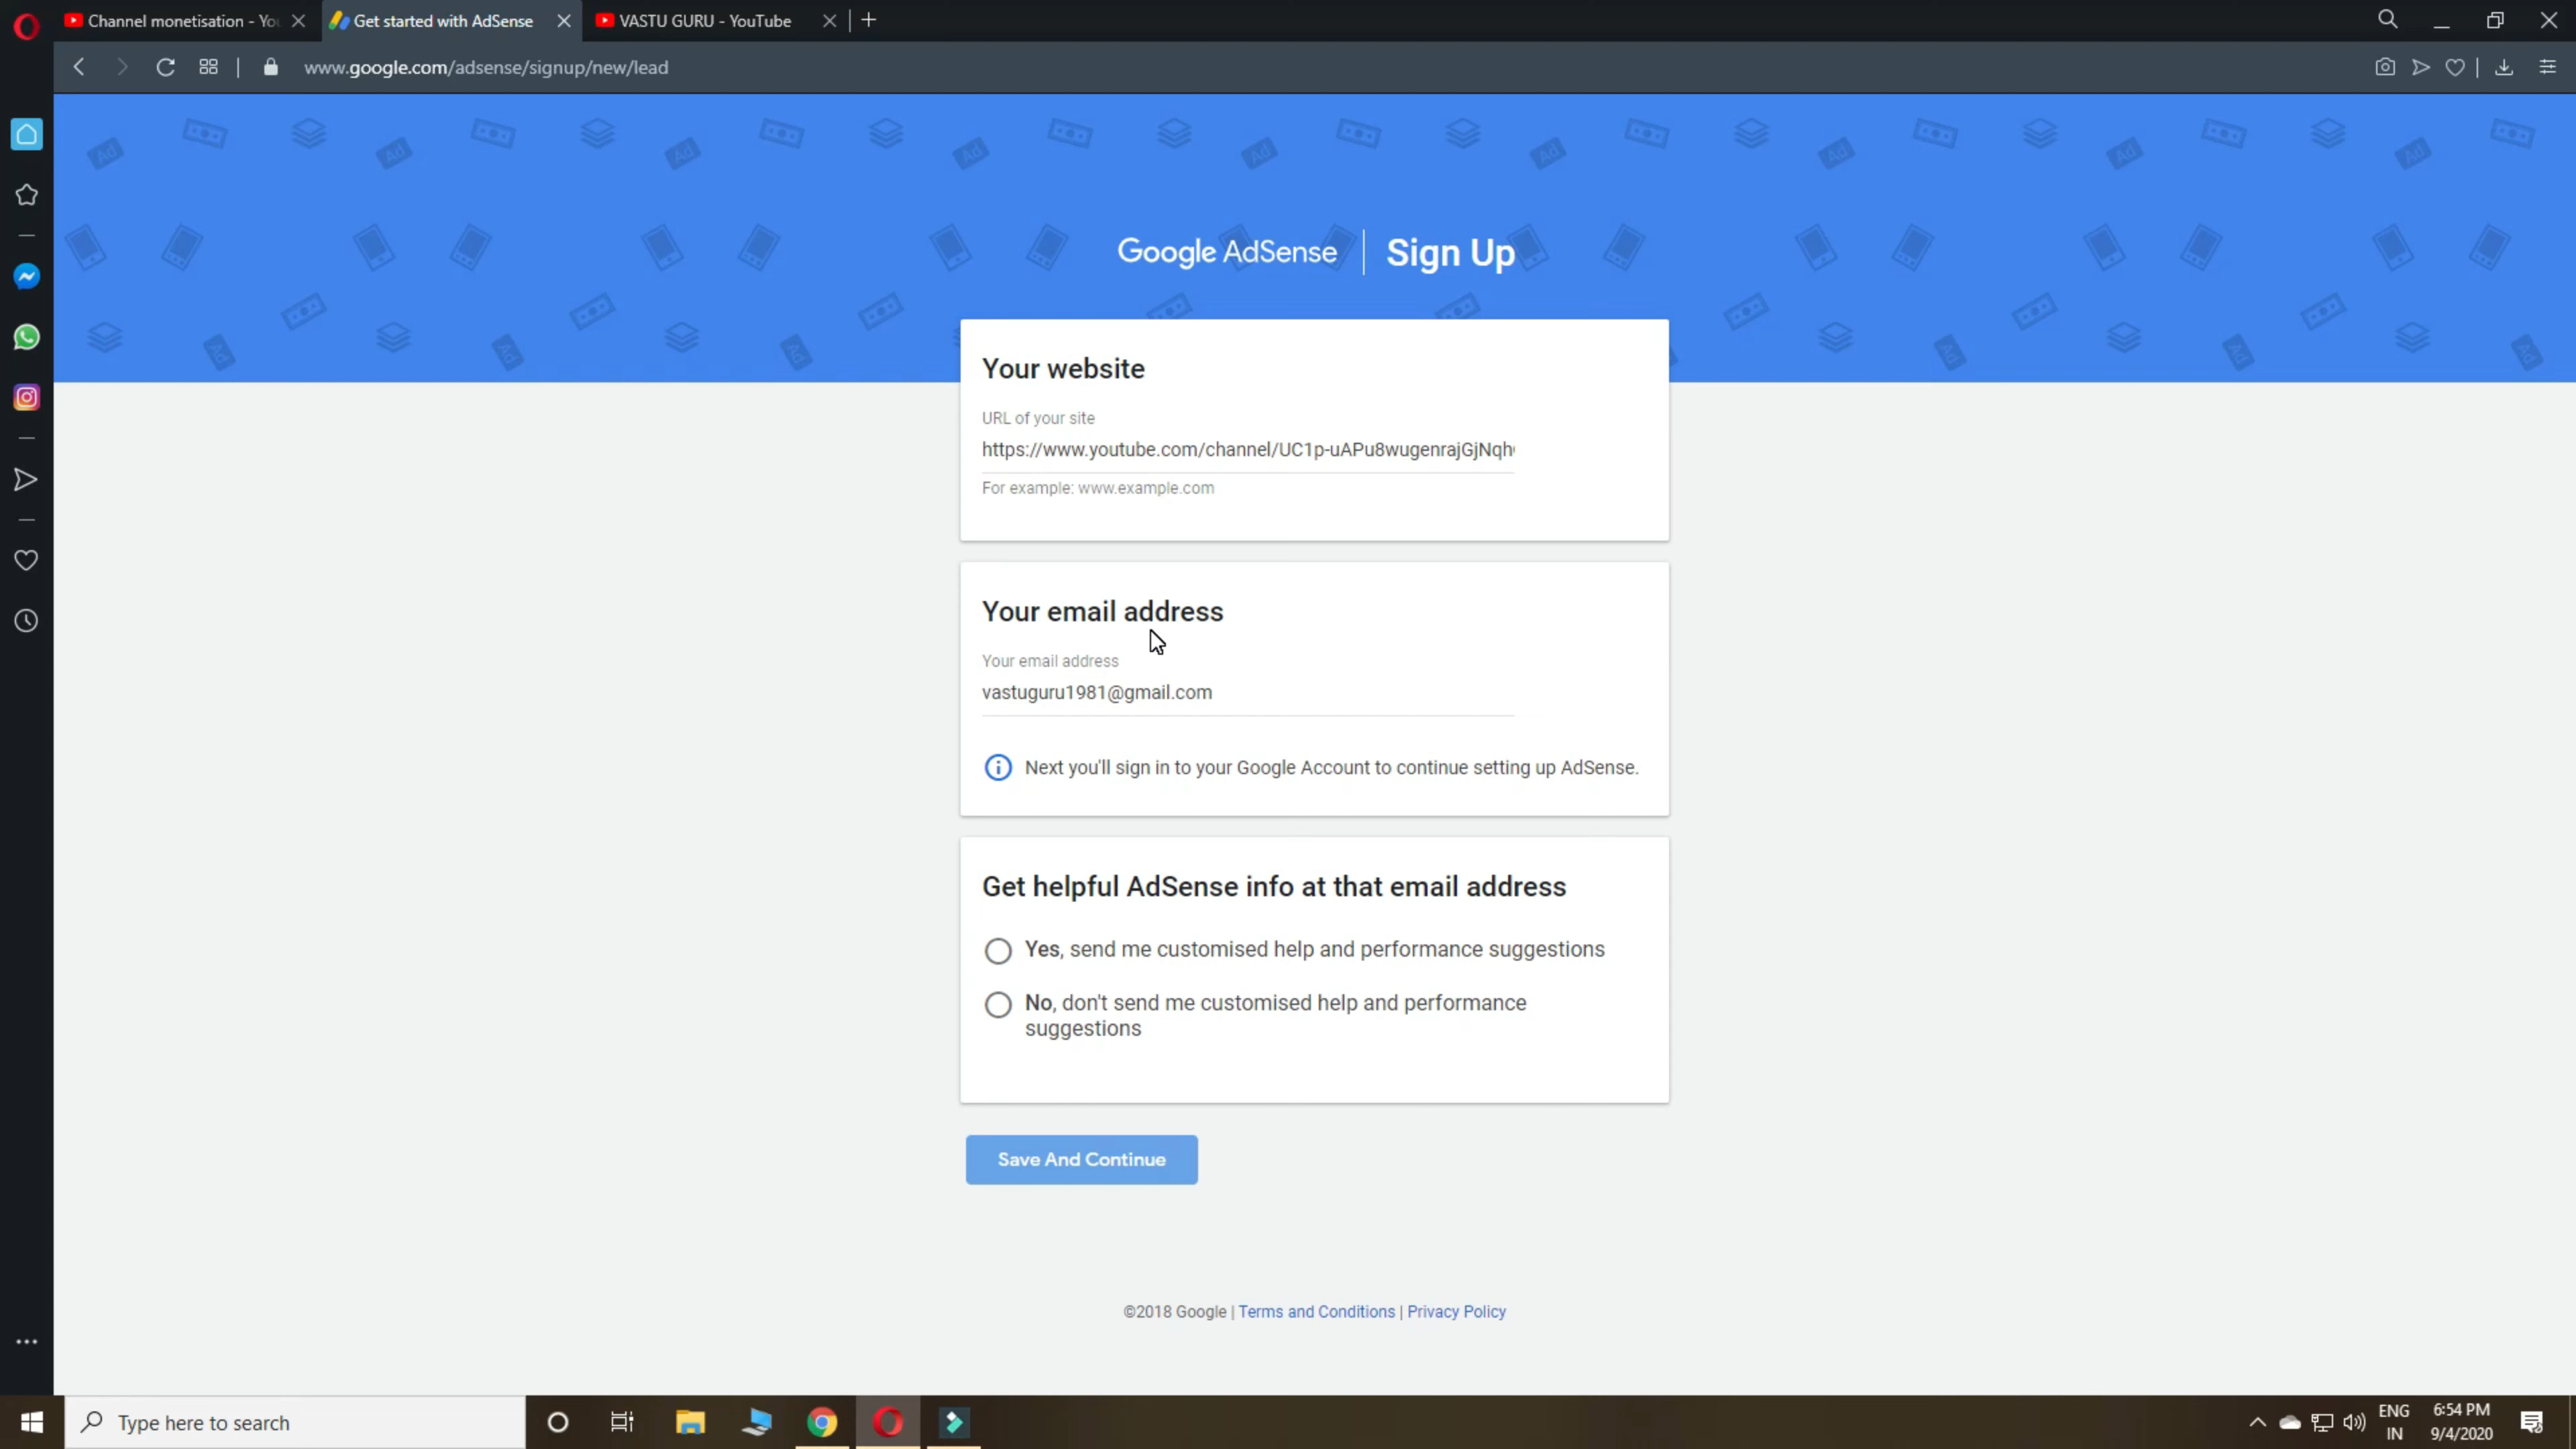 Channel monetisation - You
Get started with AdSense
VASTU GURU - YouTube
www.google.com/adsense/signup/new/lead
Google AdSense | Sign Up
Your website
URL of your site
https://www.youtube.com/channel/UC1p-uAPu8wugenrajGjNqh
For example: www.example.com
Your email address
Your email address
vastuguru1981@gmail.com
Next you'll sign in to your Google Account to continue setting up AdSense.
Get helpful AdSense info at that email address
Yes, send me customised help and performance suggestions
No, don't send me customised help and performance
suggestions
Save And Continue
©2018 Google | Terms and Conditions | Privacy Policy
Type here to search
ENG
IN
6:54 PM
9/4/2020